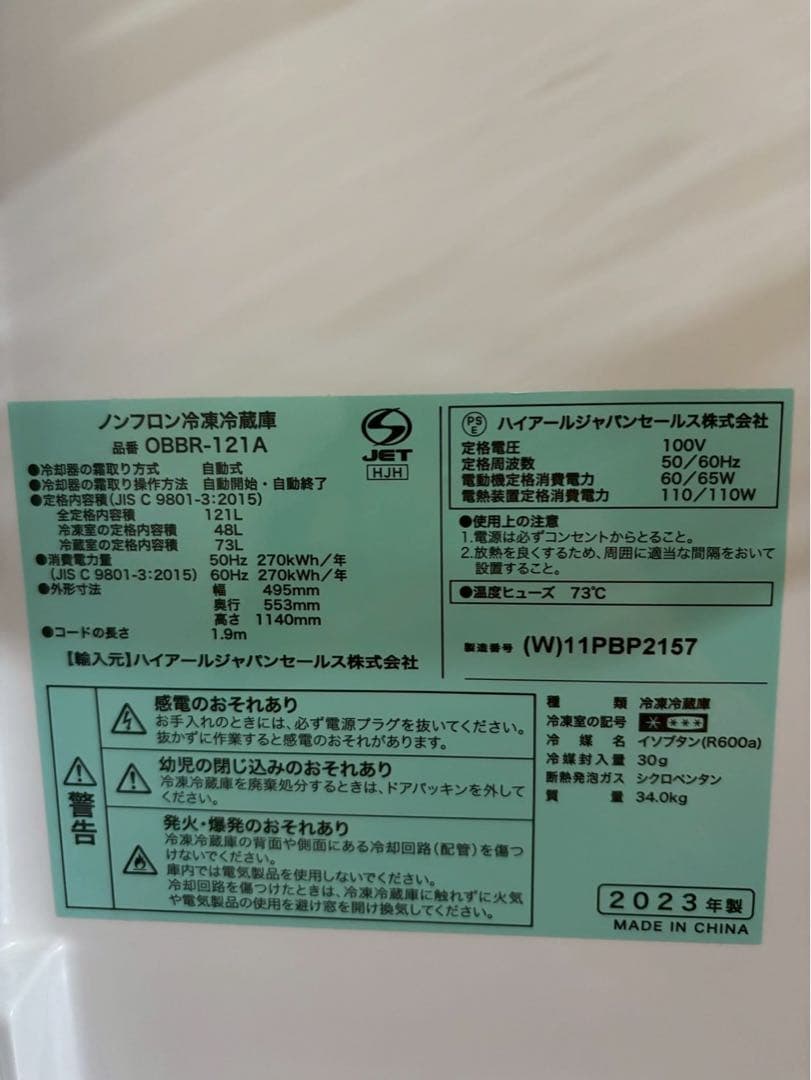 ノンフロン冷凍冷蔵庫
品番 OBBR-121A
JET
HJH
●冷却器の霜取り方式 自動式
●冷却器の霜取り操作方法 自動開始・自動終了
●定格内容積(JIS C 9801-3:2015)
全定格内容積 121L
冷凍室の定格内容積 48L
冷蔵室の定格内容積 73L
●消費電力量 50Hz 270kWh/年
(JIS C 9801-3:2015) 60Hz 270kWh/年
●外形寸法 幅 495mm
奥行 553mm
高さ 1140mm
●コードの長さ 1.9m
【輸入元】ハイアールジャパンセールス株式会社
PS
E
ハイアールジャパンセールス株式会社
定格電圧 100V
定格周波数 50/60Hz
電動機定格消費電力 60/65W
電熱装置定格消費電力 110/110W
●使用上の注意
1.電源は必ずコンセントからとること。
2.放熱を良くするため、周囲に適当な間隔をおいて
設置すること。
●温度ヒューズ 73℃
製造番号 (W)11PBP2157
警告
感電のおそれあり
お手入れのときには、必ず電源プラグを抜いてください。
抜かずに作業すると感電のおそれがあります。
幼児の閉じ込みのおそれあり
冷凍冷蔵庫を廃棄処分するときは、ドアパッキンを外して
ください。
発火・爆発のおそれあり
冷凍冷蔵庫の背面や側面にある冷却回路(配管)を傷つ
けないでください。
庫内では電気製品を使用しないでください。
冷却回路を傷つけたときは、冷凍冷蔵庫に触れずに火気
や電気製品の使用を避け窓を開け換気してください。
種類 冷凍冷蔵庫
冷凍室の記号 * ***
冷媒名 イソブタン(R600a)
冷媒封入量 30g
断熱発泡ガス シクロペンタン
質量 34.0kg
2023年製
MADE IN CHINA